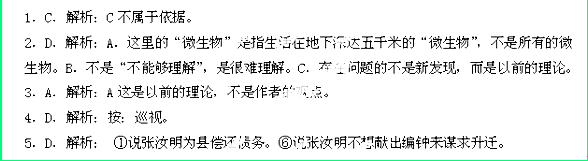 1. C. 解析：C不属于依据。
2. D. 解析：A. 这里的“微生物”是指生活在地下深达五千米的“微生物”，不是所有的微
生物。B. 不是“不能够理解”，是很难理解。C. 存在问题的不是新发现，而是以前的理论。
3. A. 解析：A这是以前的理论，不是作者的观点。
4. D. 解析：按：巡视。
5. D. 解析： ①说张汝明为县偿还债务。⑥说张汝明不想献出编钟来谋求升迁。